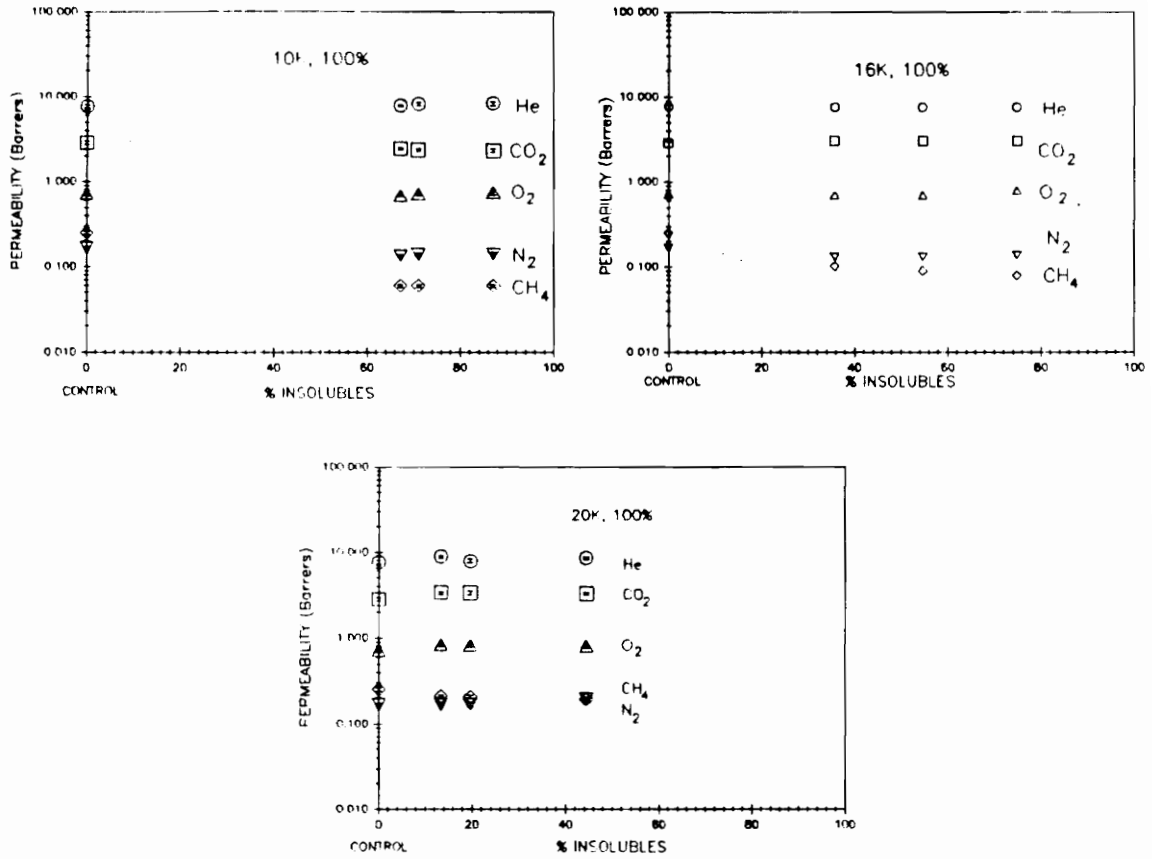 100.000
10.000
1.000
0.100
0.010
PERMEABILITY (Barrers)
10K, 100%
He
CO2
O2
N2
CH4
0 20 40 60 80 100
CONTROL
% INSOLUBLES
100.000
10.000
1.000
0.100
0.010
PERMEABILITY (Barrers)
16K, 100%
He
CO2
O2
N2
CH4
0 20 40 60 80 100
CONTROL
% INSOLUBLES
100.000
10.000
1.000
0.100
0.010
PERMEABILITY (Barrers)
20K, 100%
He
CO2
O2
CH4
N2
0 20 40 60 80 100
CONTROL
% INSOLUBLES